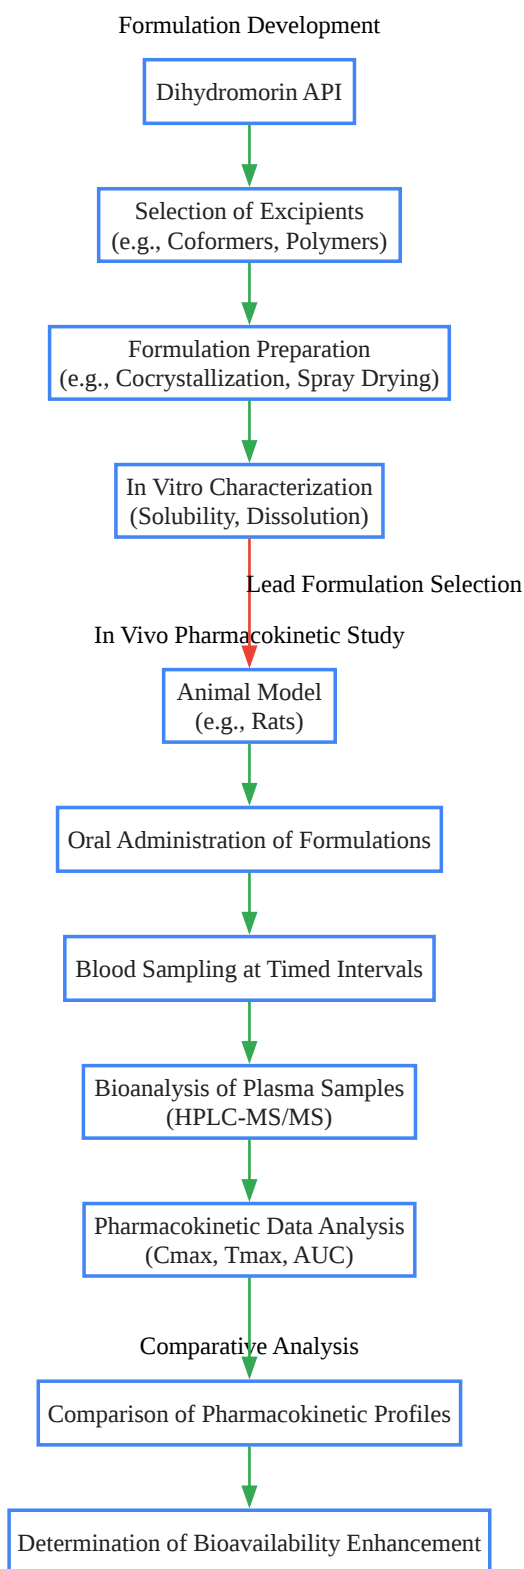 Formulation Development
Dihydromorin API
Selection of Excipients
(e.g., Coformers, Polymers)
Formulation Preparation
(e.g., Cocrystallization, Spray Drying)
In Vitro Characterization
(Solubility, Dissolution)
Lead Formulation Selection
In Vivo Pharmacokinetic Study
Animal Model
(e.g., Rats)
Oral Administration of Formulations
Blood Sampling at Timed Intervals
Bioanalysis of Plasma Samples
(HPLC-MS/MS)
Pharmacokinetic Data Analysis
(Cmax, Tmax, AUC)
Comparative Analysis
Comparison of Pharmacokinetic Profiles
Determination of Bioavailability Enhancement